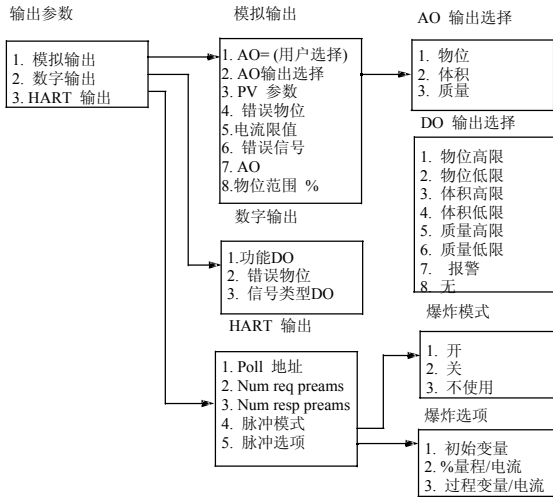 输出参数
1. 模拟输出
2. 数字输出
3. HART 输出
模拟输出
1. AO= (用户选择)
2. AO输出选择
3. PV 参数
4. 错误物位
5.电流限值
6. 错误信号
7. AO
8.物位范围 %
数字输出
1.功能DO
2. 错误物位
3. 信号类型DO
HART 输出
1. Poll 地址
2. Num req preams
3. Num resp preams
4. 脉冲模式
5. 脉冲选项
AO 输出选择
1. 物位
2. 体积
3. 质量
DO 输出选择
1. 物位高限
2. 物位低限
3. 体积高限
4. 体积低限
5. 质量高限
6. 质量低限
7. 报警
8. 无
爆炸模式
1. 开
2. 关
3. 不使用
爆炸选项
1. 初始变量
2. %量程/电流
3. 过程变量/电流